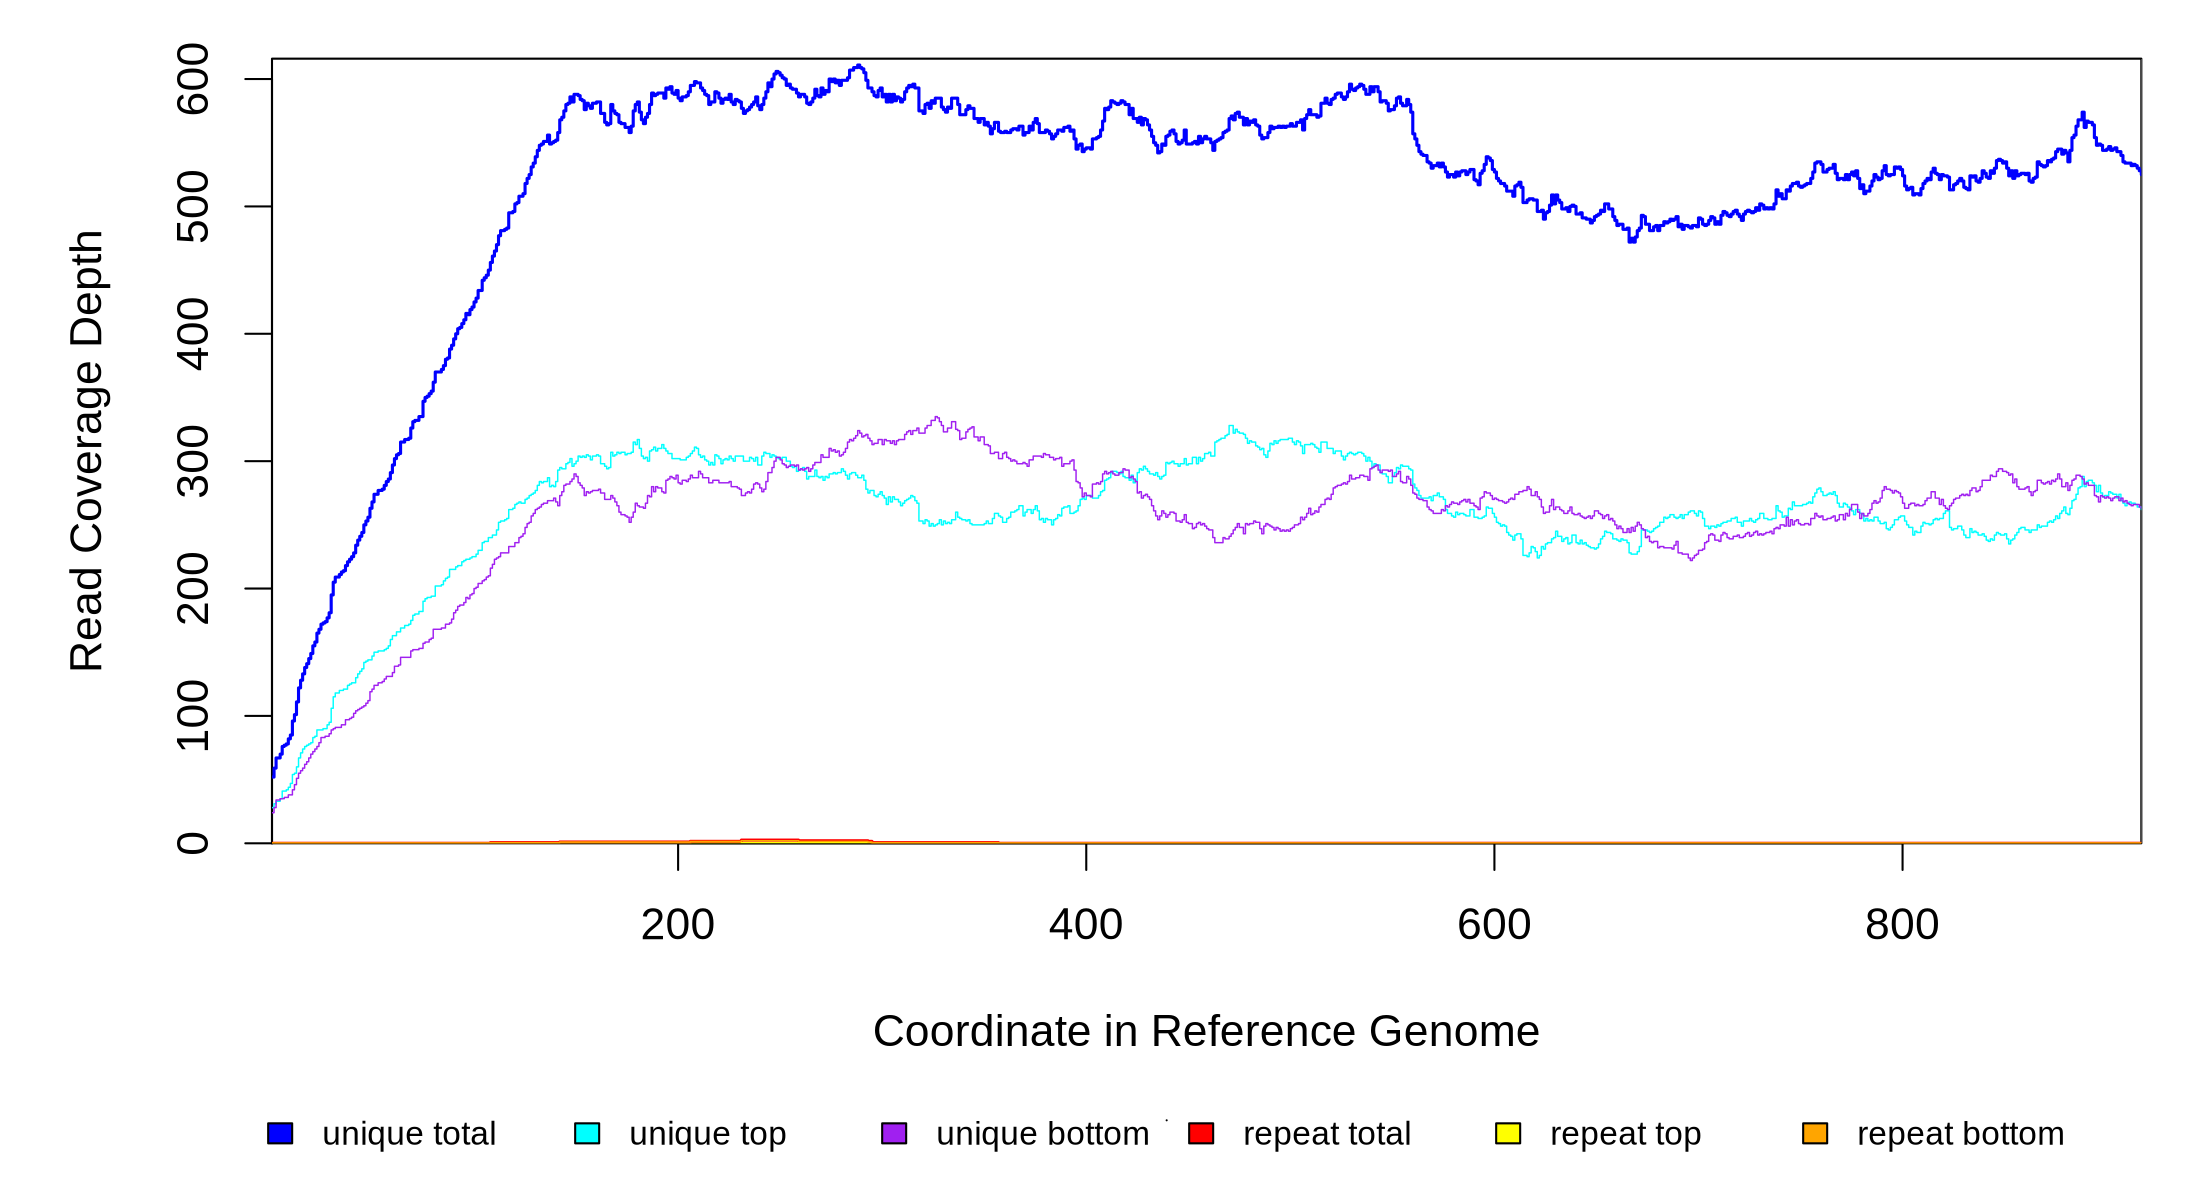 600
500
400
300
200
100
0
Read Coverage Depth
200 400 600 800
Coordinate in Reference Genome
unique total unique top unique bottom repeat total repeat top repeat bottom